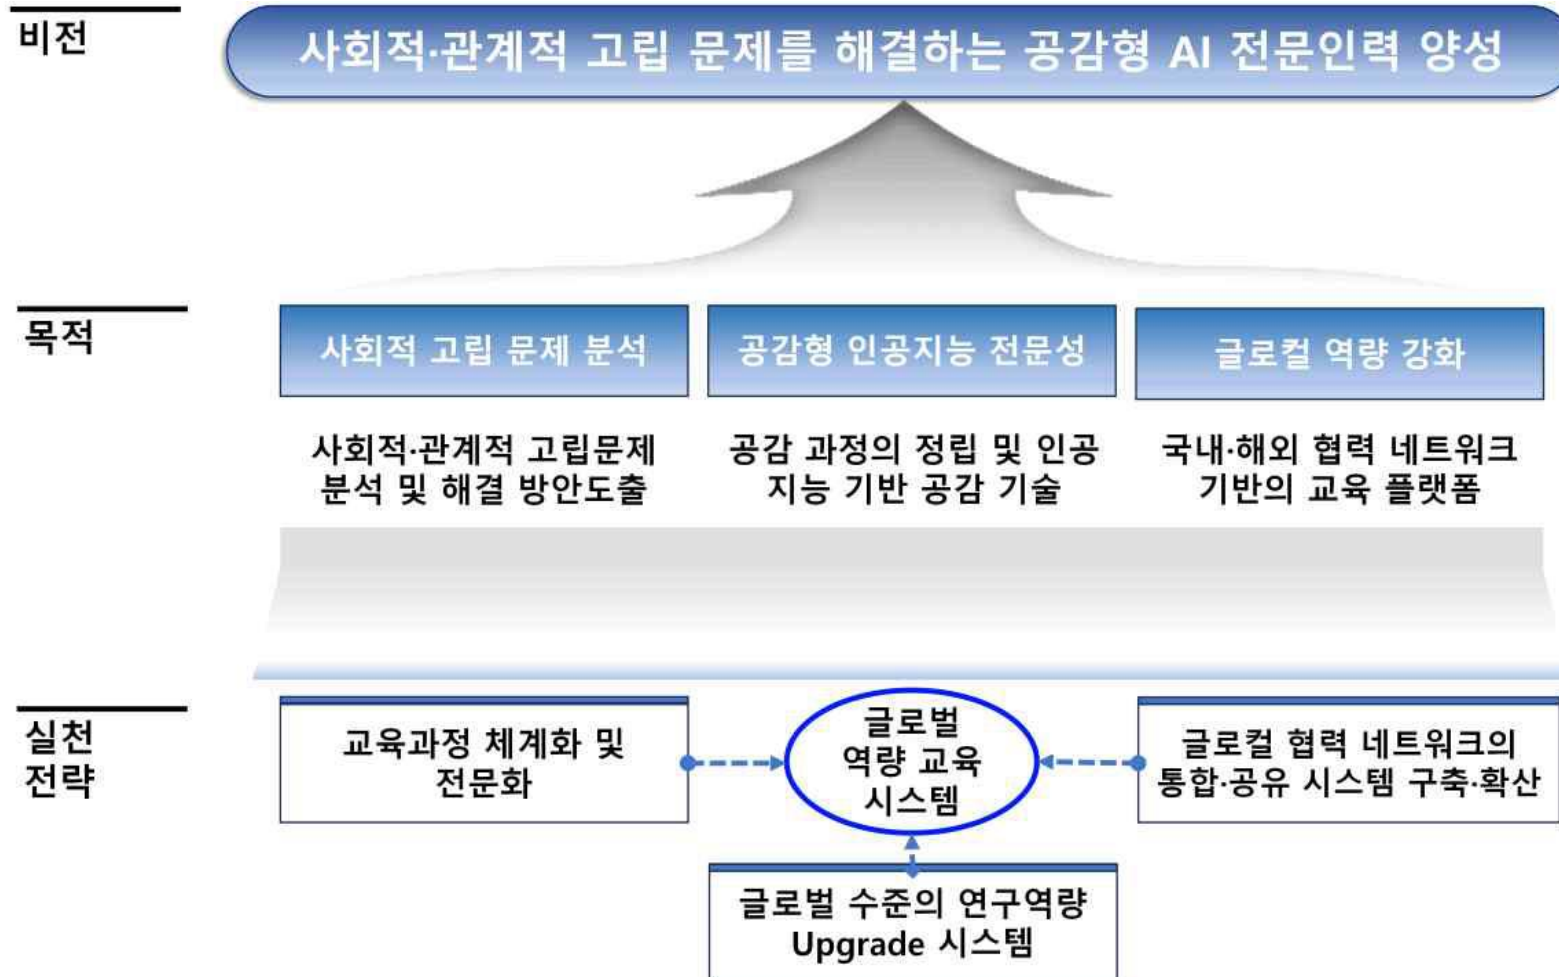 비전
사회적·관계적 고립 문제를 해결하는 공감형 AI 전문인력 양성
목적
사회적 고립 문제 분석
공감형 인공지능 전문성
글로컬 역량 강화
사회적·관계적 고립문제
분석 및 해결 방안도출
공감 과정의 정립 및 인공
지능 기반 공감 기술
국내·해외 협력 네트워크
기반의 교육 플랫폼
실천
전략
교육과정 체계화 및
전문화
글로벌
역량 교육
시스템
글로컬 협력 네트워크의
통합·공유 시스템 구축·확산
글로벌 수준의 연구역량
Upgrade 시스템